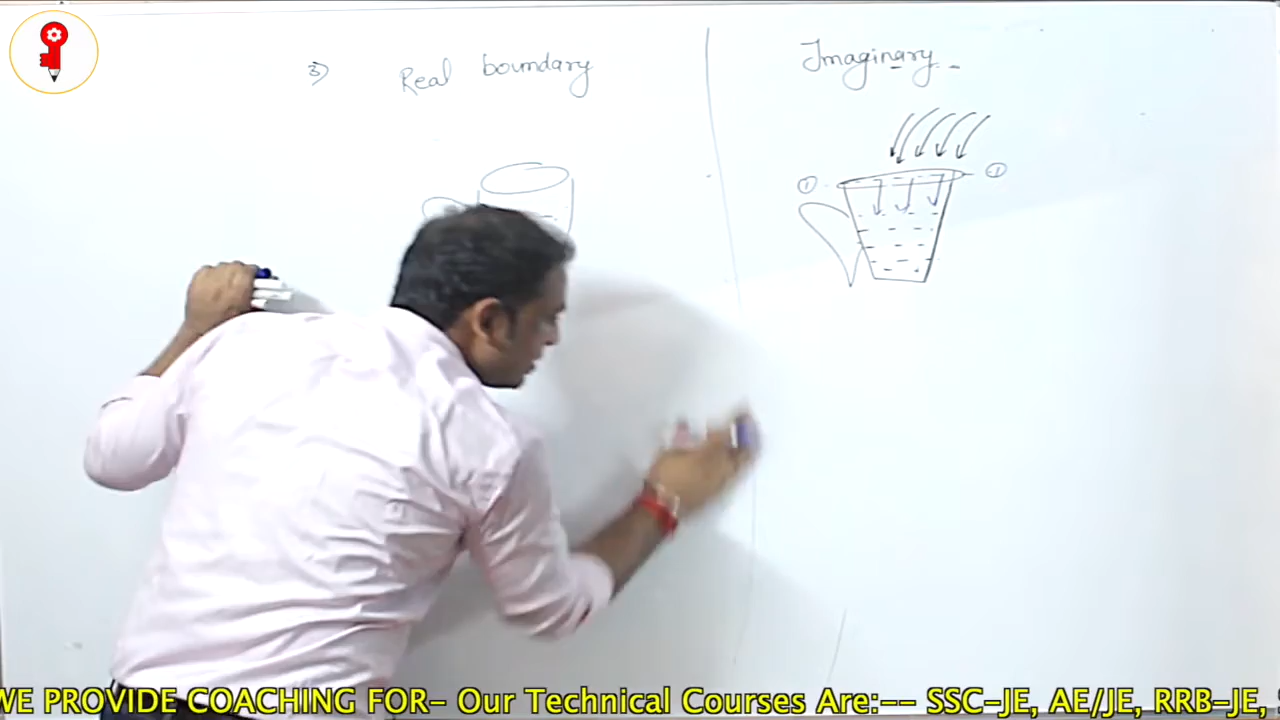 3) Real boundary
Imaginary
1 1
WE PROVIDE COACHING FOR- Our Technical Courses Are:-- SSC-JE, AE/JE, RRB-JE,